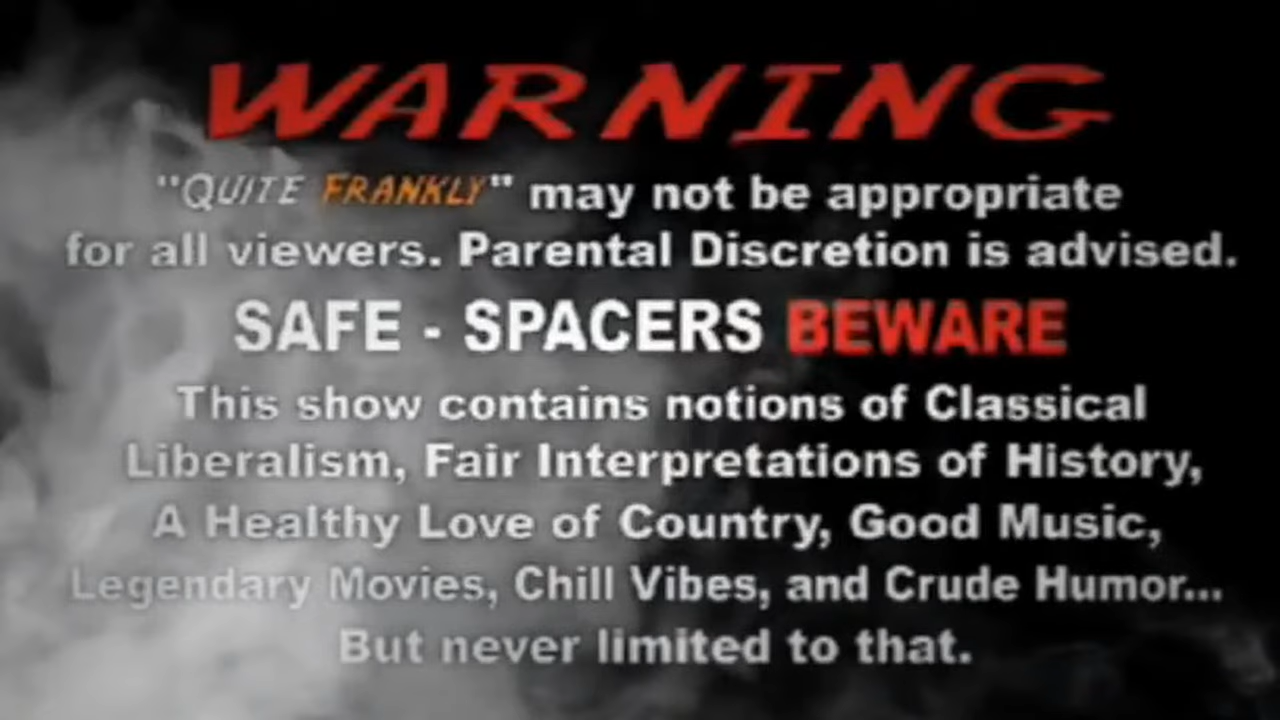 WARNING
"QUITE FRANKLY" may not be appropriate
for all viewers. Parental Discretion is advised.
SAFE - SPACERS BEWARE
This show contains notions of Classical
Liberalism, Fair Interpretations of History,
A Healthy Love of Country, Good Music,
Legendary Movies, Chill Vibes, and Crude Humor...
But never limited to that.